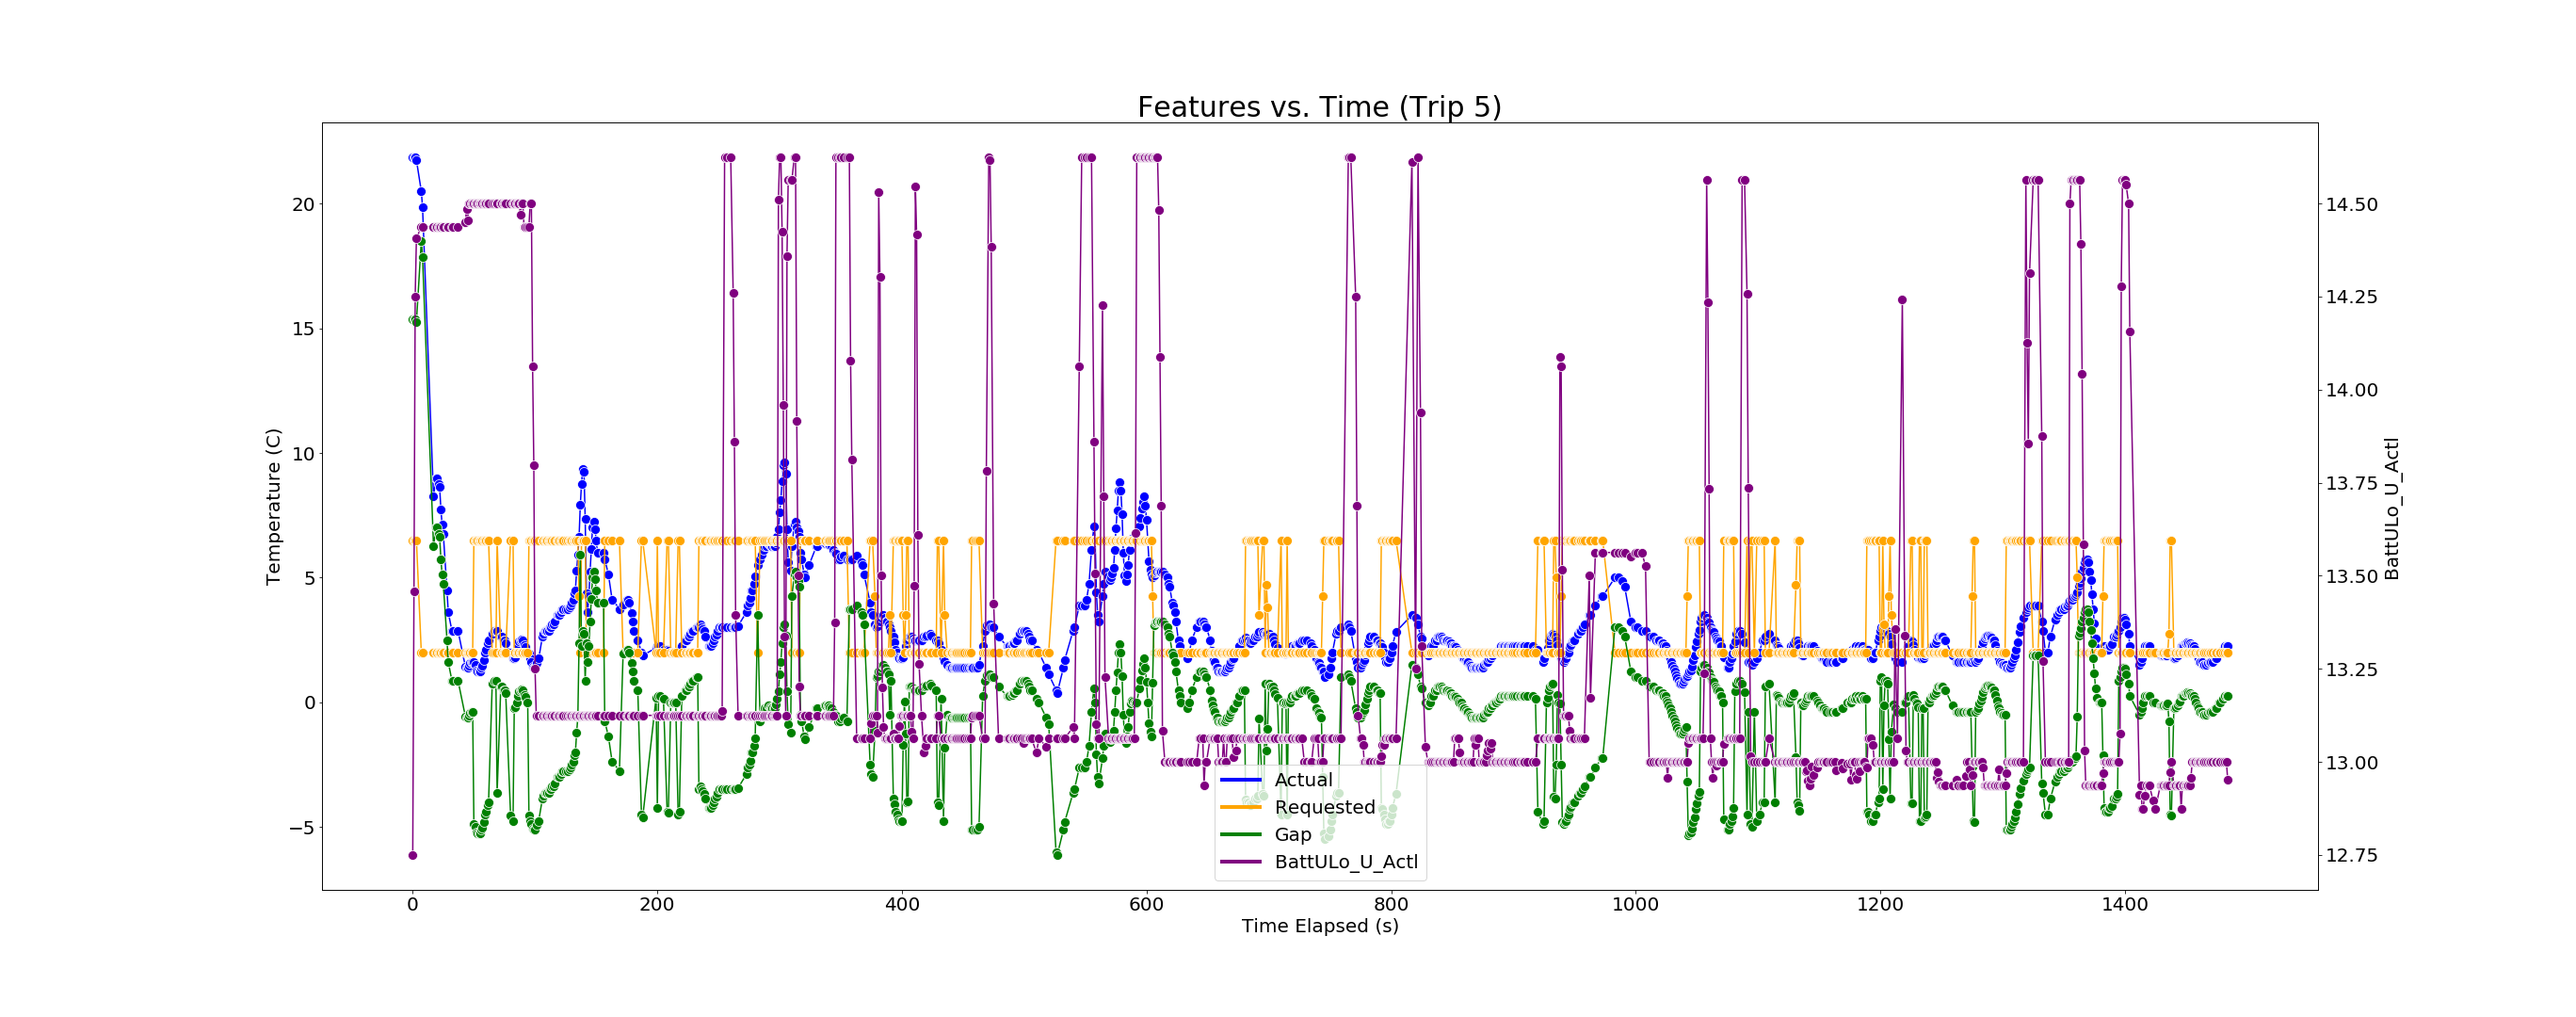 Features vs. Time (Trip 5)
Temperature (C)
20
15
10
5
0
−5
14.50
14.25
14.00
13.75
13.50
13.25
13.00
12.75
BattULo_U_Actl
Actual
Requested
Gap
BattULo_U_Actl
0 200 400 600 800 1000 1200 1400
Time Elapsed (s)